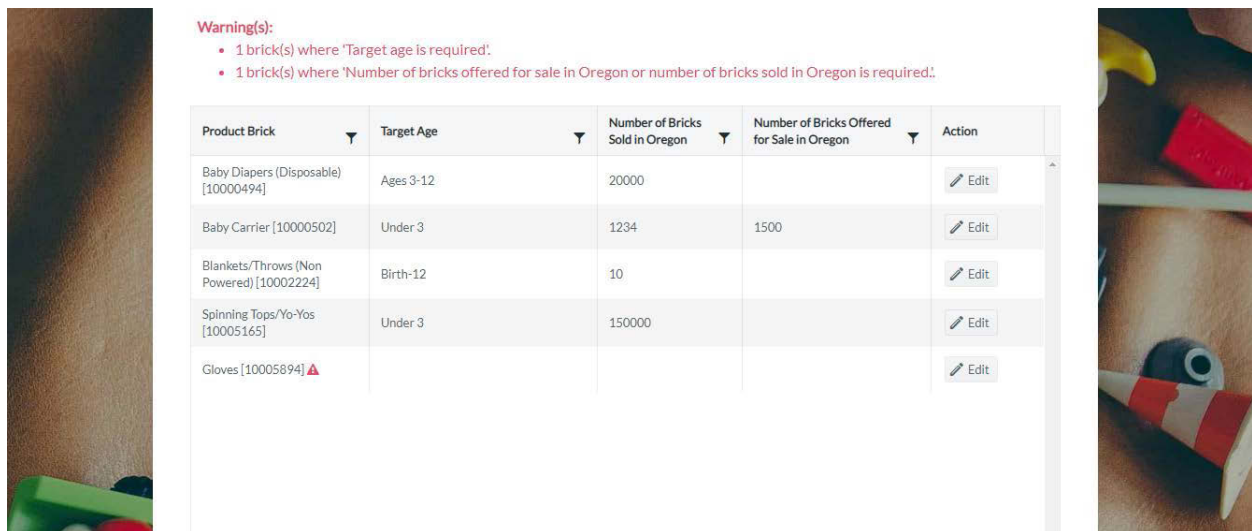 Warning(s):
• 1 brick(s) where 'Target age is required'.
• 1 brick(s) where 'Number of bricks offered for sale in Oregon or number of bricks sold in Oregon is required.'.
Product Brick
Target Age
Number of Bricks
Sold in Oregon
Number of Bricks Offered
for Sale in Oregon
Action
Baby Diapers (Disposable)
[10000494]
Ages 3-12
20000
Edit
Baby Carrier [10000502]
Under 3
1234
1500
Edit
Blankets/Throws (Non
Powered) [10002224]
Birth-12
10
Edit
Spinning Tops/Yo-Yos
[10005165]
Under 3
150000
Edit
Gloves [10005894]
Edit